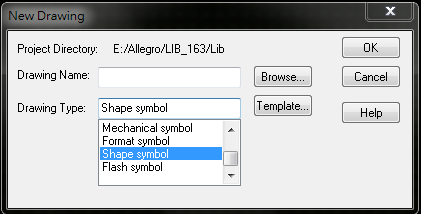 New Drawing
Project Directory: E:/Allegro/LIB_163/Lib
OK
Drawing Name:
Browse...
Cancel
Drawing Type: Shape symbol
Template...
Help
Mechanical symbol
Format symbol
Shape symbol
Flash symbol